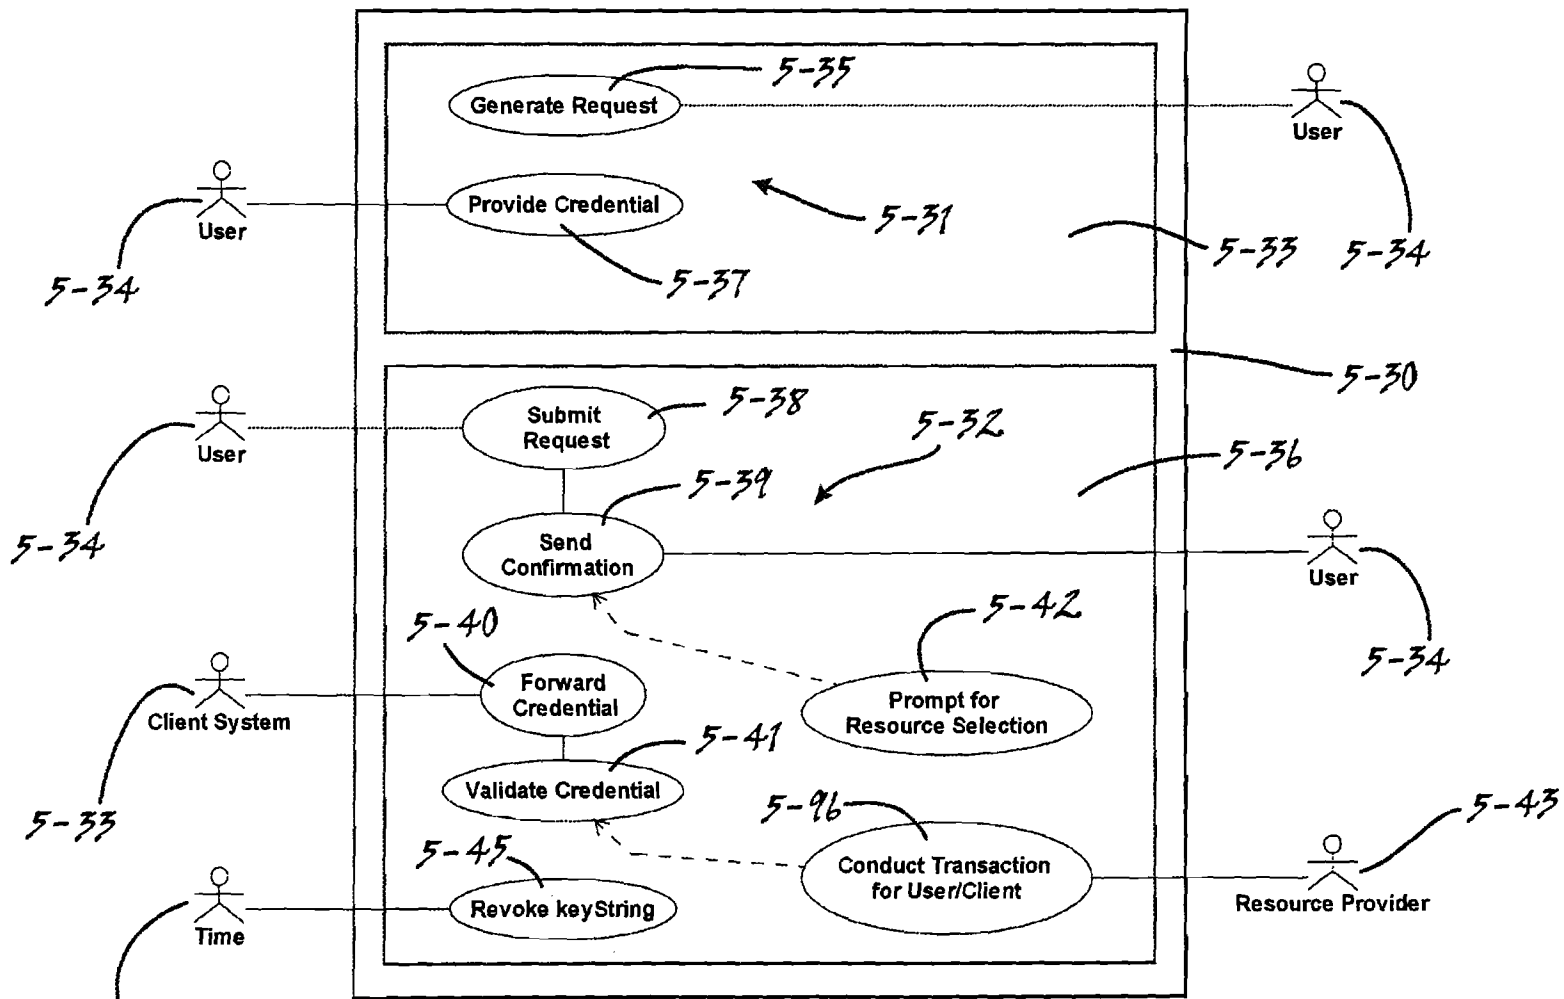 5-35
Generate Request
User
Provide Credential
User
5-31
5-33
5-34
5-34
5-37
5-30
Submit
Request
5-38
5-32
User
5-36
5-39
5-34
Send
Confirmation
User
5-40
5-42
5-34
Forward
Credential
Prompt for
Resource Selection
Client System
5-41
Validate Credential
5-33
5-96
5-43
5-45
Conduct Transaction
for User/Client
Revoke keyString
Resource Provider
Time